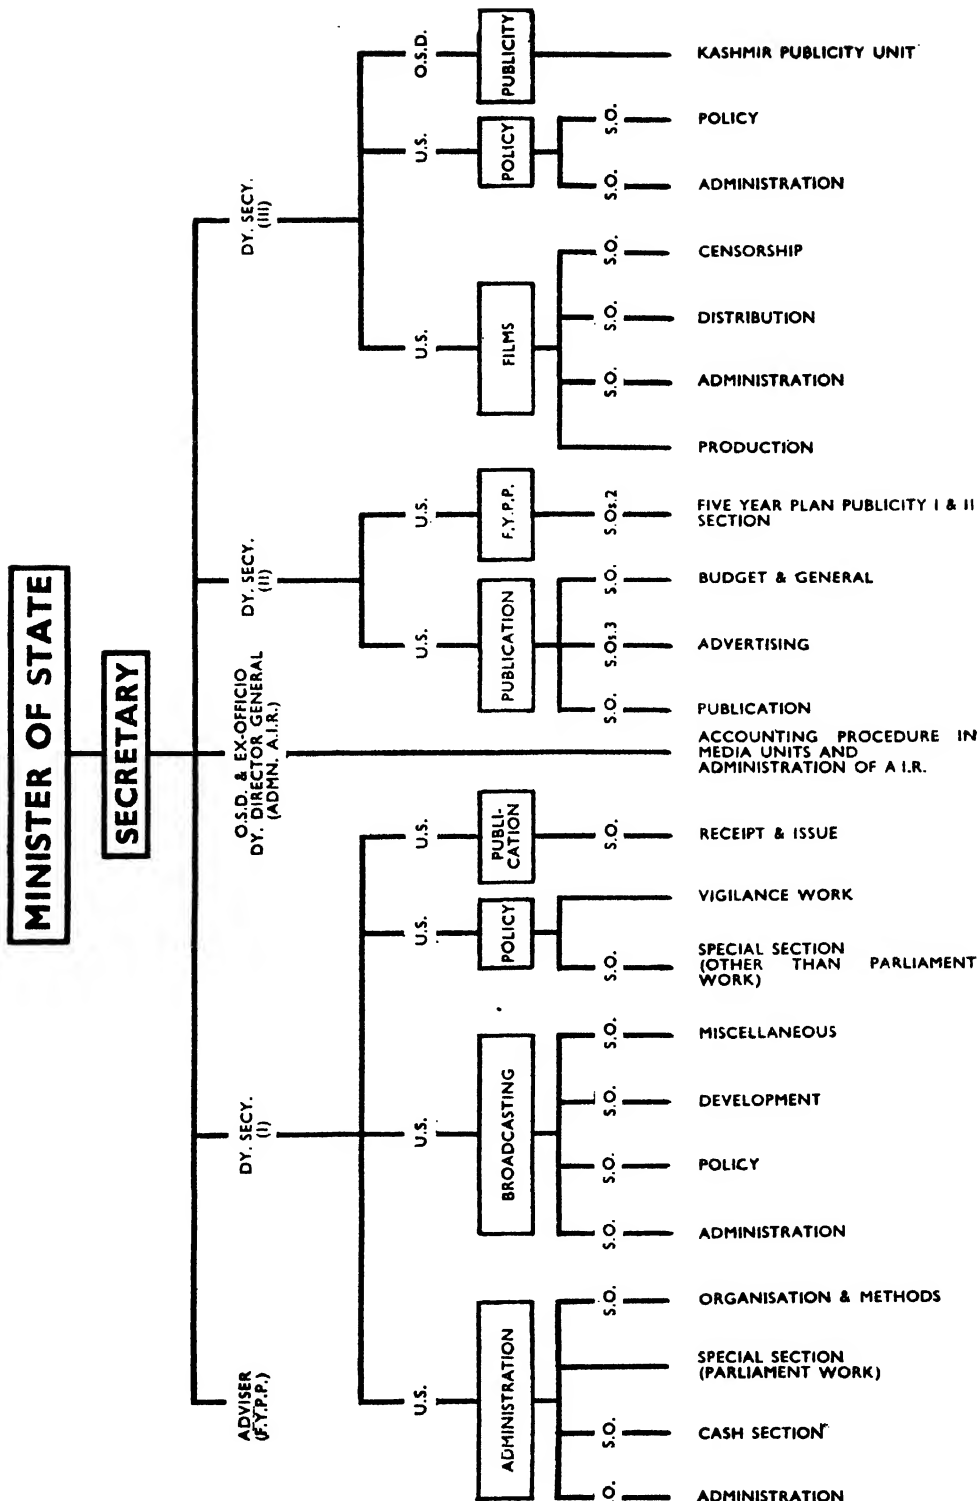 MINISTER OF STATE
SECRETARY
ADVISER
(F.Y.P.P.)
DY. SECY.
(I)
O.S.D. & EX-OFFICIO
DY. DIRECTOR GENERAL
(ADMN. A.I.R.)
DY. SECY.
(II)
DY. SECY.
(III)
U.S.
U.S.
U.S.
U.S.
U.S.
U.S.
U.S.
U.S.
O.S.D.
ADMINISTRATION
BROADCASTING
POLICY
PUBLI-
CATION
PUBLICATION
F.Y.P.P.
FILMS
POLICY
PUBLICITY
S.O.
S.O.
S.O.
S.O.
S.O.
S.O.
S.O.
S.O.
S.O.
S.Os.3
S.O.
S.Os.2
S.O.
S.O.
S.O.
S.O.
S.O.
KASHMIR PUBLICITY UNIT
POLICY
ADMINISTRATION
CENSORSHIP
DISTRIBUTION
ADMINISTRATION
PRODUCTION
FIVE YEAR PLAN PUBLICITY I & II
SECTION
BUDGET & GENERAL
ADVERTISING
PUBLICATION
ACCOUNTING PROCEDURE IN
MEDIA UNITS AND
ADMINISTRATION OF A.I.R.
RECEIPT & ISSUE
VIGILANCE WORK
SPECIAL SECTION
(OTHER THAN PARLIAMENT
WORK)
MISCELLANEOUS
DEVELOPMENT
POLICY
ADMINISTRATION
ORGANISATION & METHODS
SPECIAL SECTION
(PARLIAMENT WORK)
CASH SECTION
ADMINISTRATION